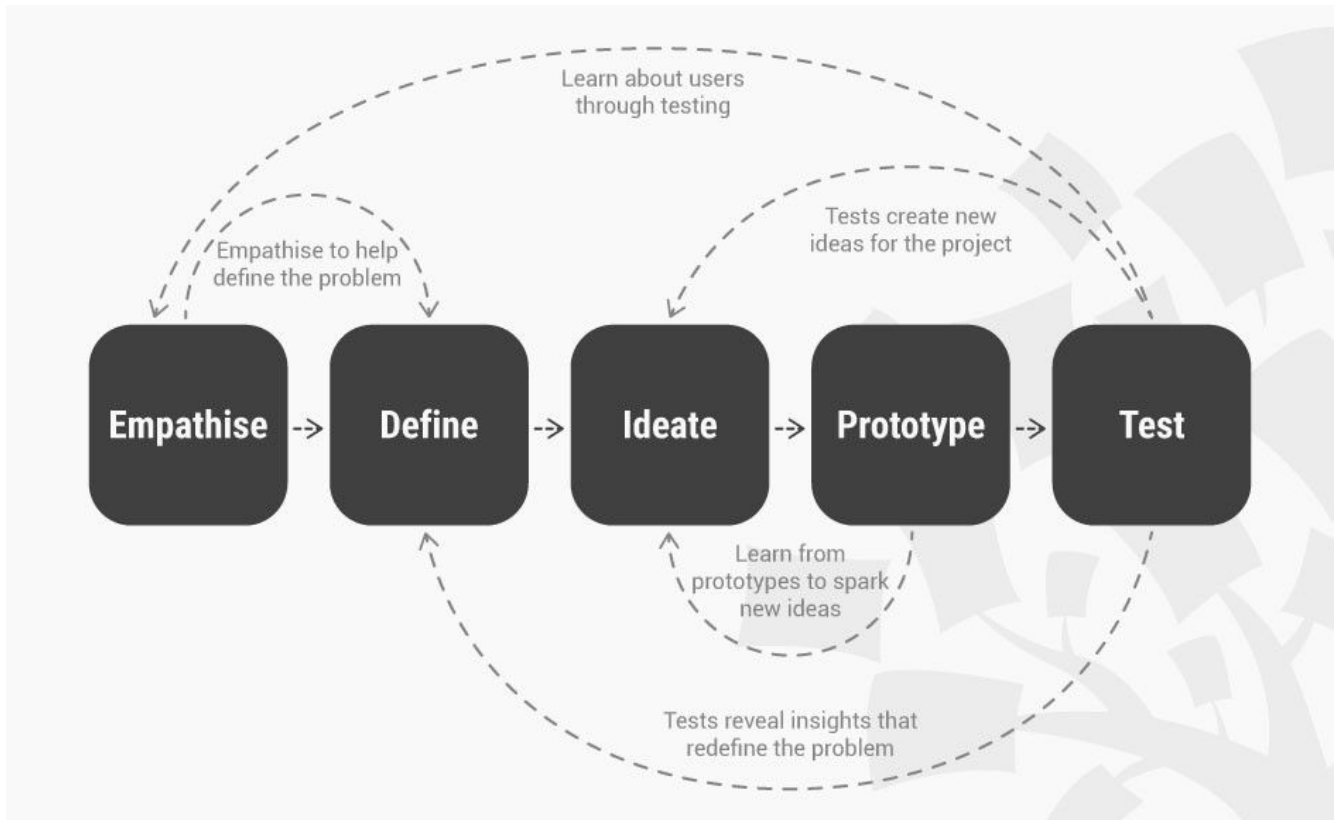 Learn about users
through testing
Tests create new
ideas for the project
Empathise to help
define the problem
Empathise
Define
Ideate
Prototype
Test
Learn from
prototypes to spark
new ideas
Tests reveal insights that
redefine the problem